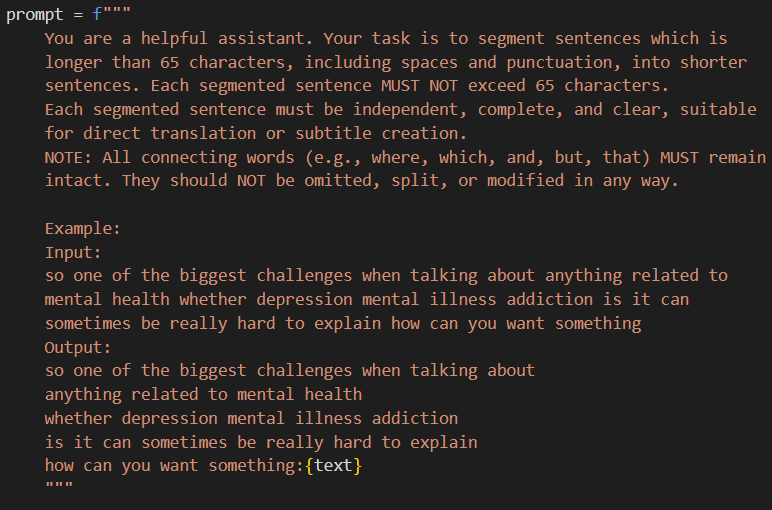 prompt = f"""
You are a helpful assistant. Your task is to segment sentences which is
longer than 65 characters, including spaces and punctuation, into shorter
sentences. Each segmented sentence MUST NOT exceed 65 characters.
Each segmented sentence must be independent, complete, and clear, suitable
for direct translation or subtitle creation.
NOTE: All connecting words (e.g., where, which, and, but, that) MUST remain
intact. They should NOT be omitted, split, or modified in any way.

Example:
Input:
so one of the biggest challenges when talking about anything related to
mental health whether depression mental illness addiction is it can
sometimes be really hard to explain how can you want something
Output:
so one of the biggest challenges when talking about
anything related to mental health
whether depression mental illness addiction
is it can sometimes be really hard to explain
how can you want something:{text}
"""